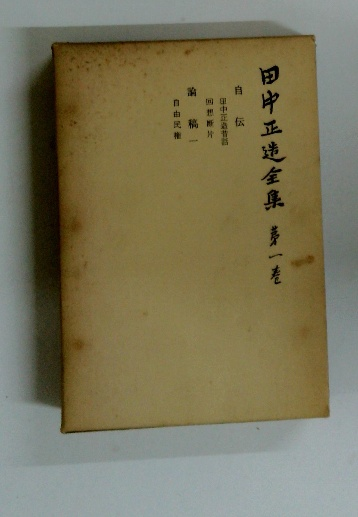 田中正造全集 第一巻
自伝
田中正造昔話
回想断片
論稿一
自由民権